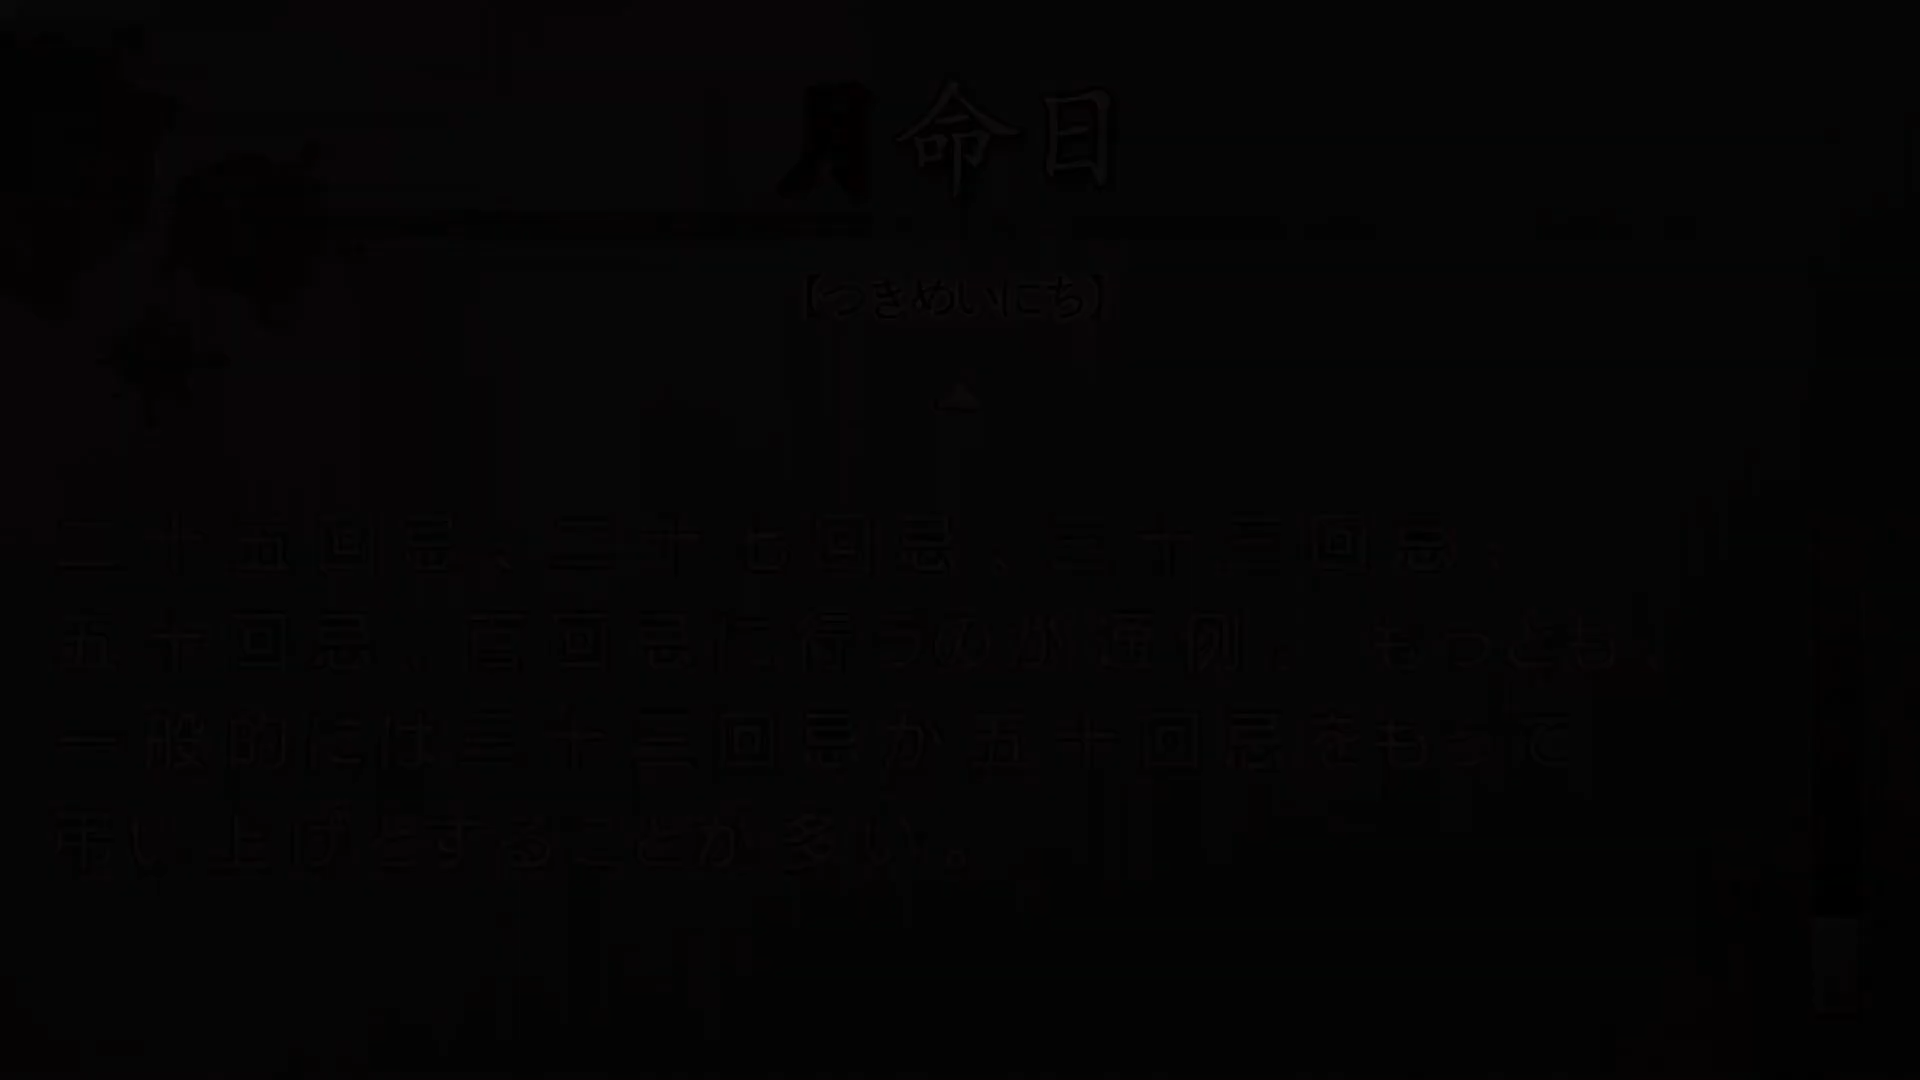 月命日
【つきめいにち】
二十五回忌、二十七回忌、三十三回忌、
五十回忌、百回忌に行うのが通例。もっとも、
一般的には三十三回忌か五十回忌をもって
弔い上げとすることが多い。